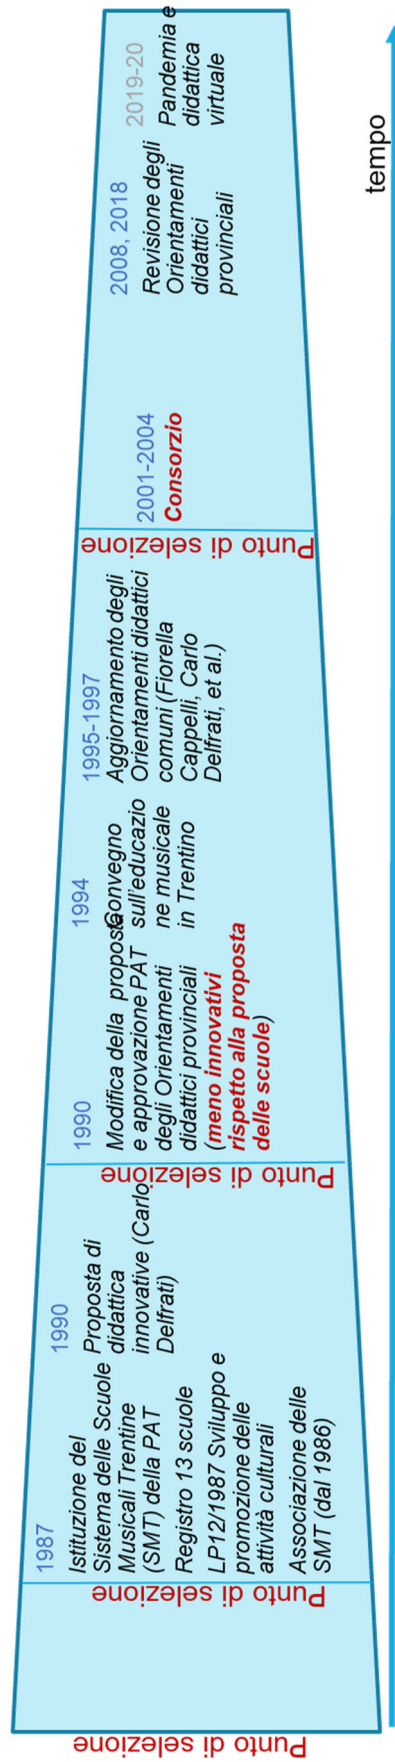 Punto di selezione
Punto di selezione
1987
Istituzione del
Sistema delle Scuole
Musicali Trentine
(SMT) della PAT
Registro 13 scuole
LP12/1987 Sviluppo e
promozione delle
attività culturali
Associazione delle
SMT (dal 1986)
1990
Proposta di
didattica
innovative (Carlo
Delfrati)
Punto di selezione
1990
Modifica della proposta
e approvazione PAT
degli Orientamenti
didattici provinciali
(meno innovativi
rispetto alla proposta
delle scuole)
1994
Convegno
sull'educazio
ne musicale
in Trentino
1995-1997
Aggiornamento degli
Orientamenti didattici
comuni (Fiorella
Cappelli, Carlo
Delfrati, et al.)
Punto di selezione
2001-2004
Consorzio
2008, 2018
Revisione degli
Orientamenti
didattici
provinciali
2019-20
Pandemia e
didattica
virtuale
tempo